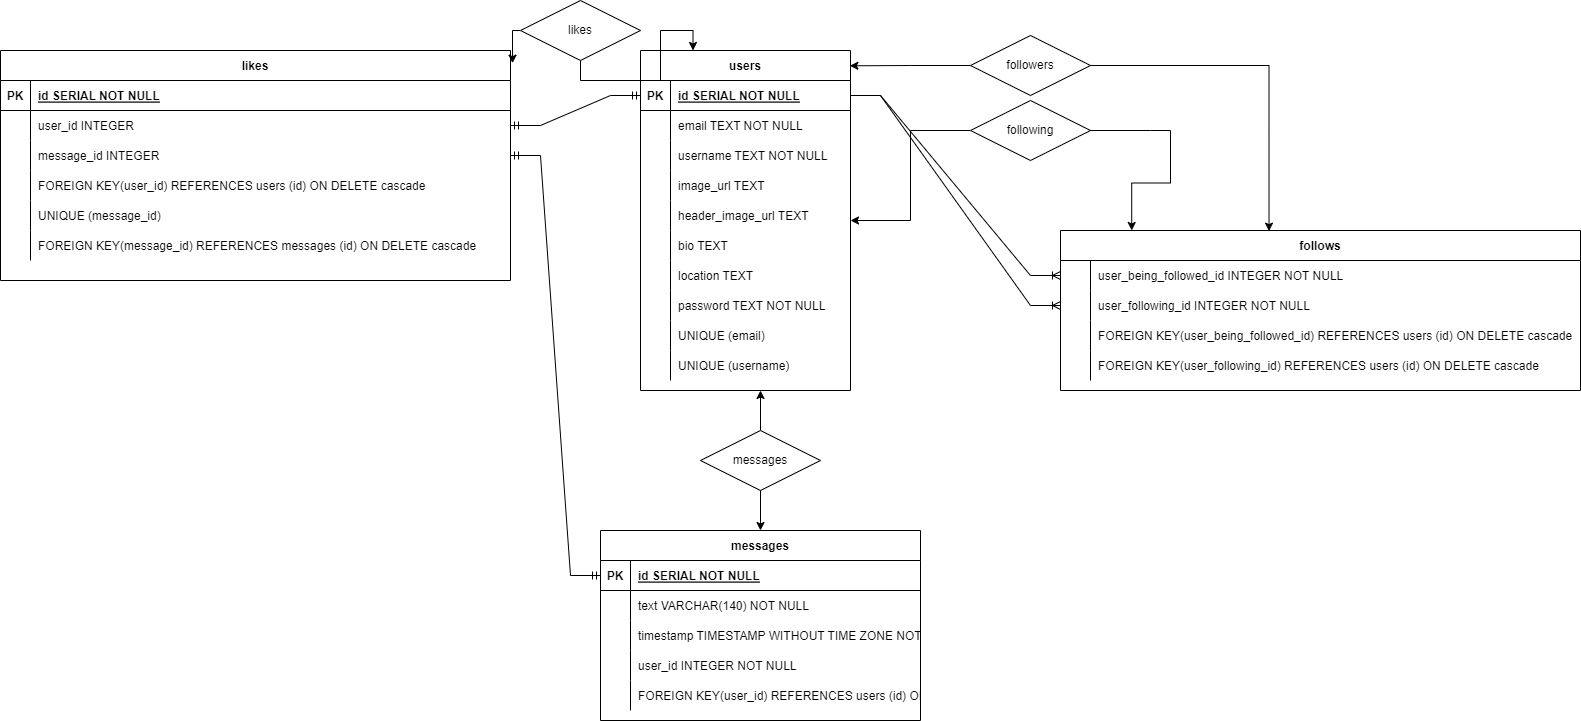 likes
likes
PK
id SERIAL NOT NULL
user_id INTEGER
message_id INTEGER
FOREIGN KEY(user_id) REFERENCES users (id) ON DELETE cascade
UNIQUE (message_id)
FOREIGN KEY(message_id) REFERENCES messages (id) ON DELETE cascade
users
PK
id SERIAL NOT NULL
email TEXT NOT NULL
username TEXT NOT NULL
image_url TEXT
header_image_url TEXT
bio TEXT
location TEXT
password TEXT NOT NULL
UNIQUE (email)
UNIQUE (username)
followers
following
follows
user_being_followed_id INTEGER NOT NULL
user_following_id INTEGER NOT NULL
FOREIGN KEY(user_being_followed_id) REFERENCES users (id) ON DELETE cascade
FOREIGN KEY(user_following_id) REFERENCES users (id) ON DELETE cascade
messages
messages
PK
id SERIAL NOT NULL
text VARCHAR(140) NOT NULL
timestamp TIMESTAMP WITHOUT TIME ZONE NOT
user_id INTEGER NOT NULL
FOREIGN KEY(user_id) REFERENCES users (id) O